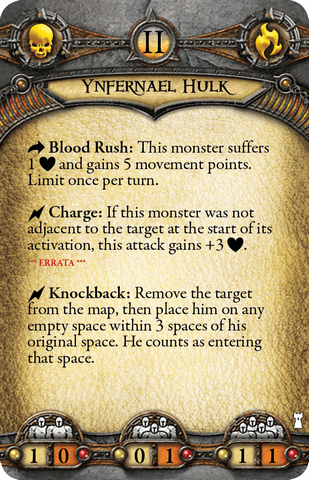 II
Ynfernael Hulk
Blood Rush: This monster suffers
1 and gains 5 movement points.
Limit once per turn.
Charge: If this monster was not
adjacent to the target at the start of its
activation, this attack gains +3 .
*** ERRATA ***
Knockback: Remove the target
from the map, then place him on any
empty space within 3 spaces of his
original space. He counts as entering
that space.
1 0 0 1 1 1